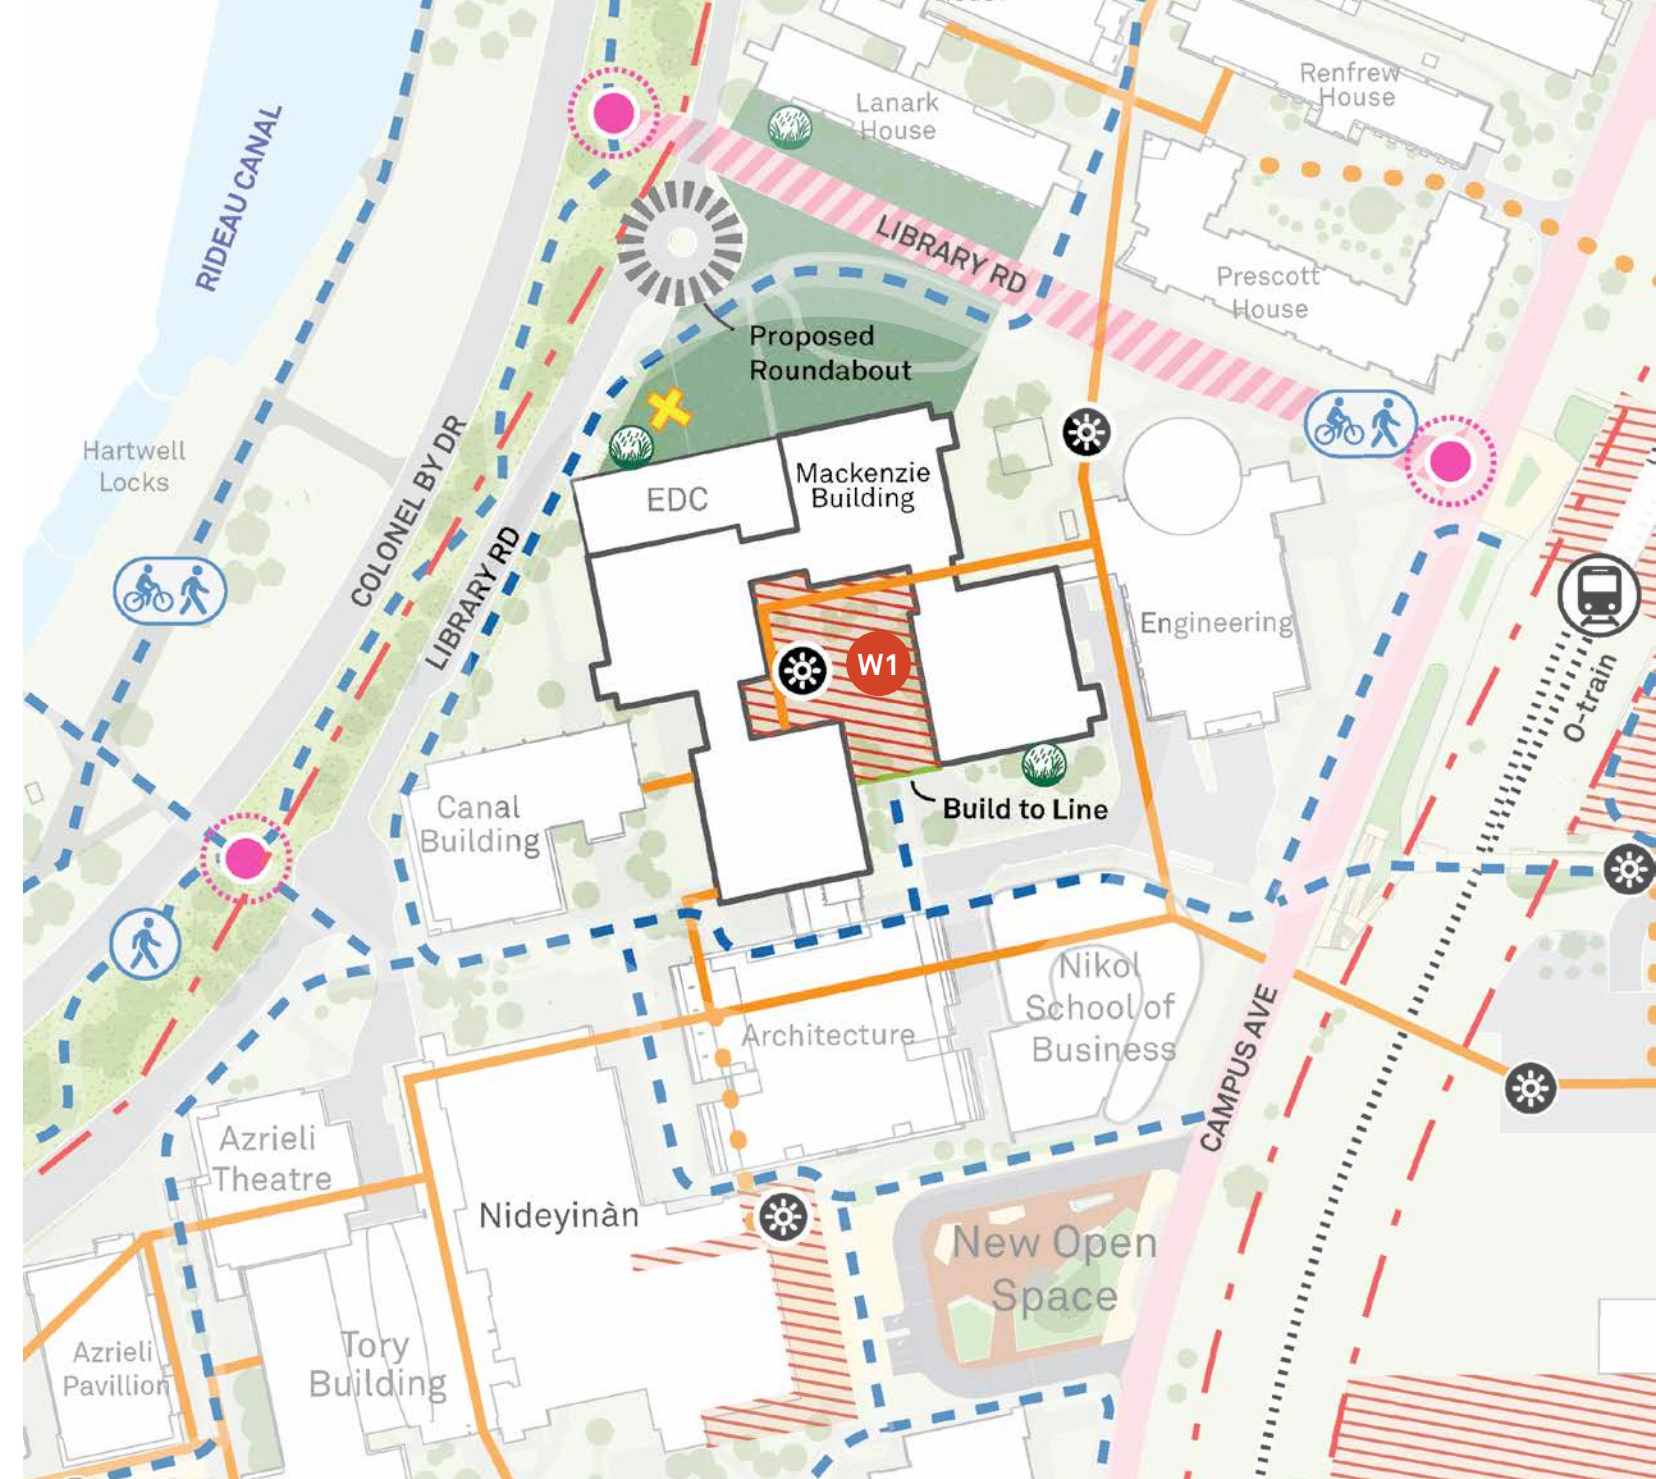 Renfrew
House
Lanark
House
RIDEAU CANAL
LIBRARY RD
Prescott
House
Proposed
Roundabout
Hartwell
Locks
COLONEL BY DR
LIBRARY RD
EDC
Mackenzie
Building
Engineering
W1
O-train
Build to Line
Canal
Building
Nikol
School of
Business
Architecture
CAMPUS AVE
Azrieli
Theatre
Nideyinàn
New Open
Space
Azrieli
Pavillion
Tory
Building